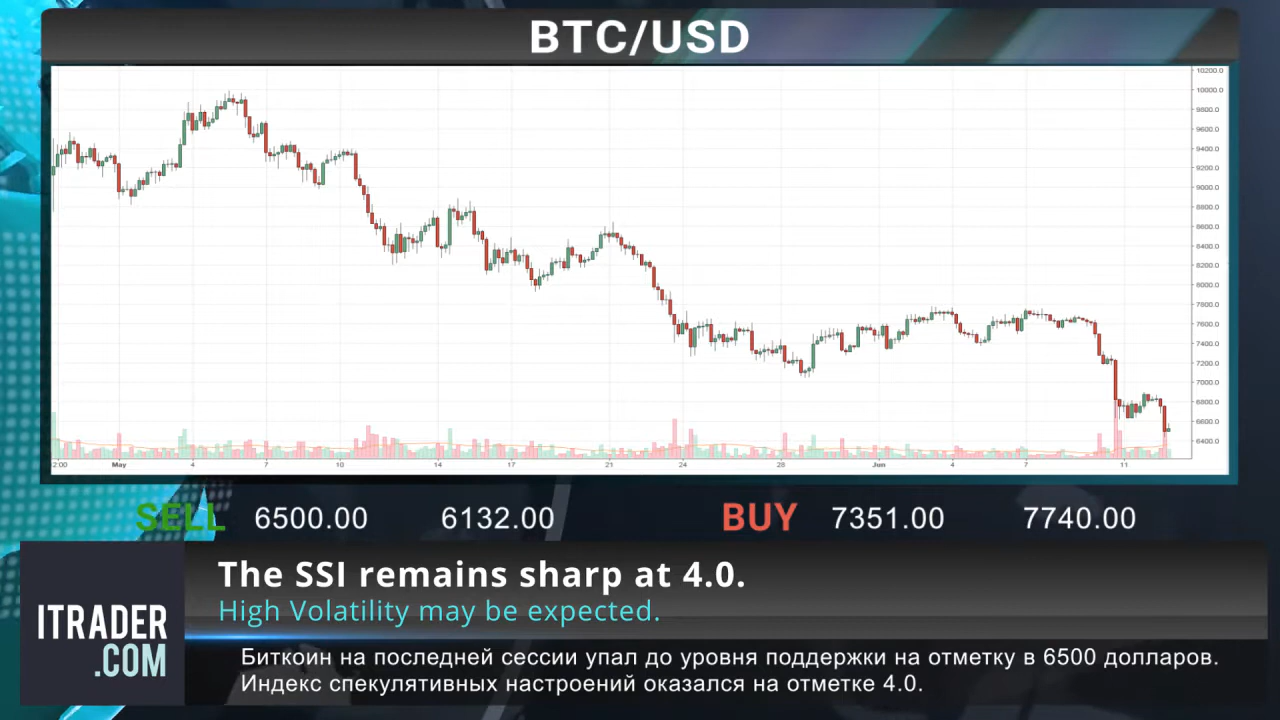 BTC/USD
10200.0
10000.0
9800.0
9600.0
9400.0
9200.0
9000.0
8800.0
8600.0
8400.0
8200.0
8000.0
7800.0
7600.0
7400.0
7200.0
7000.0
6800.0
6600.0
6400.0
May 4 7 10 14 17 21 24 28 Jun 4 7 11
SELL 6500.00 6132.00 BUY 7351.00 7740.00
The SSI remains sharp at 4.0.
High Volatility may be expected.
ITRADER
.COM
Биткоин на последней сессии упал до уровня поддержки на отметку в 6500 долларов.
Индекс спекулятивных настроений оказался на отметке 4.0.